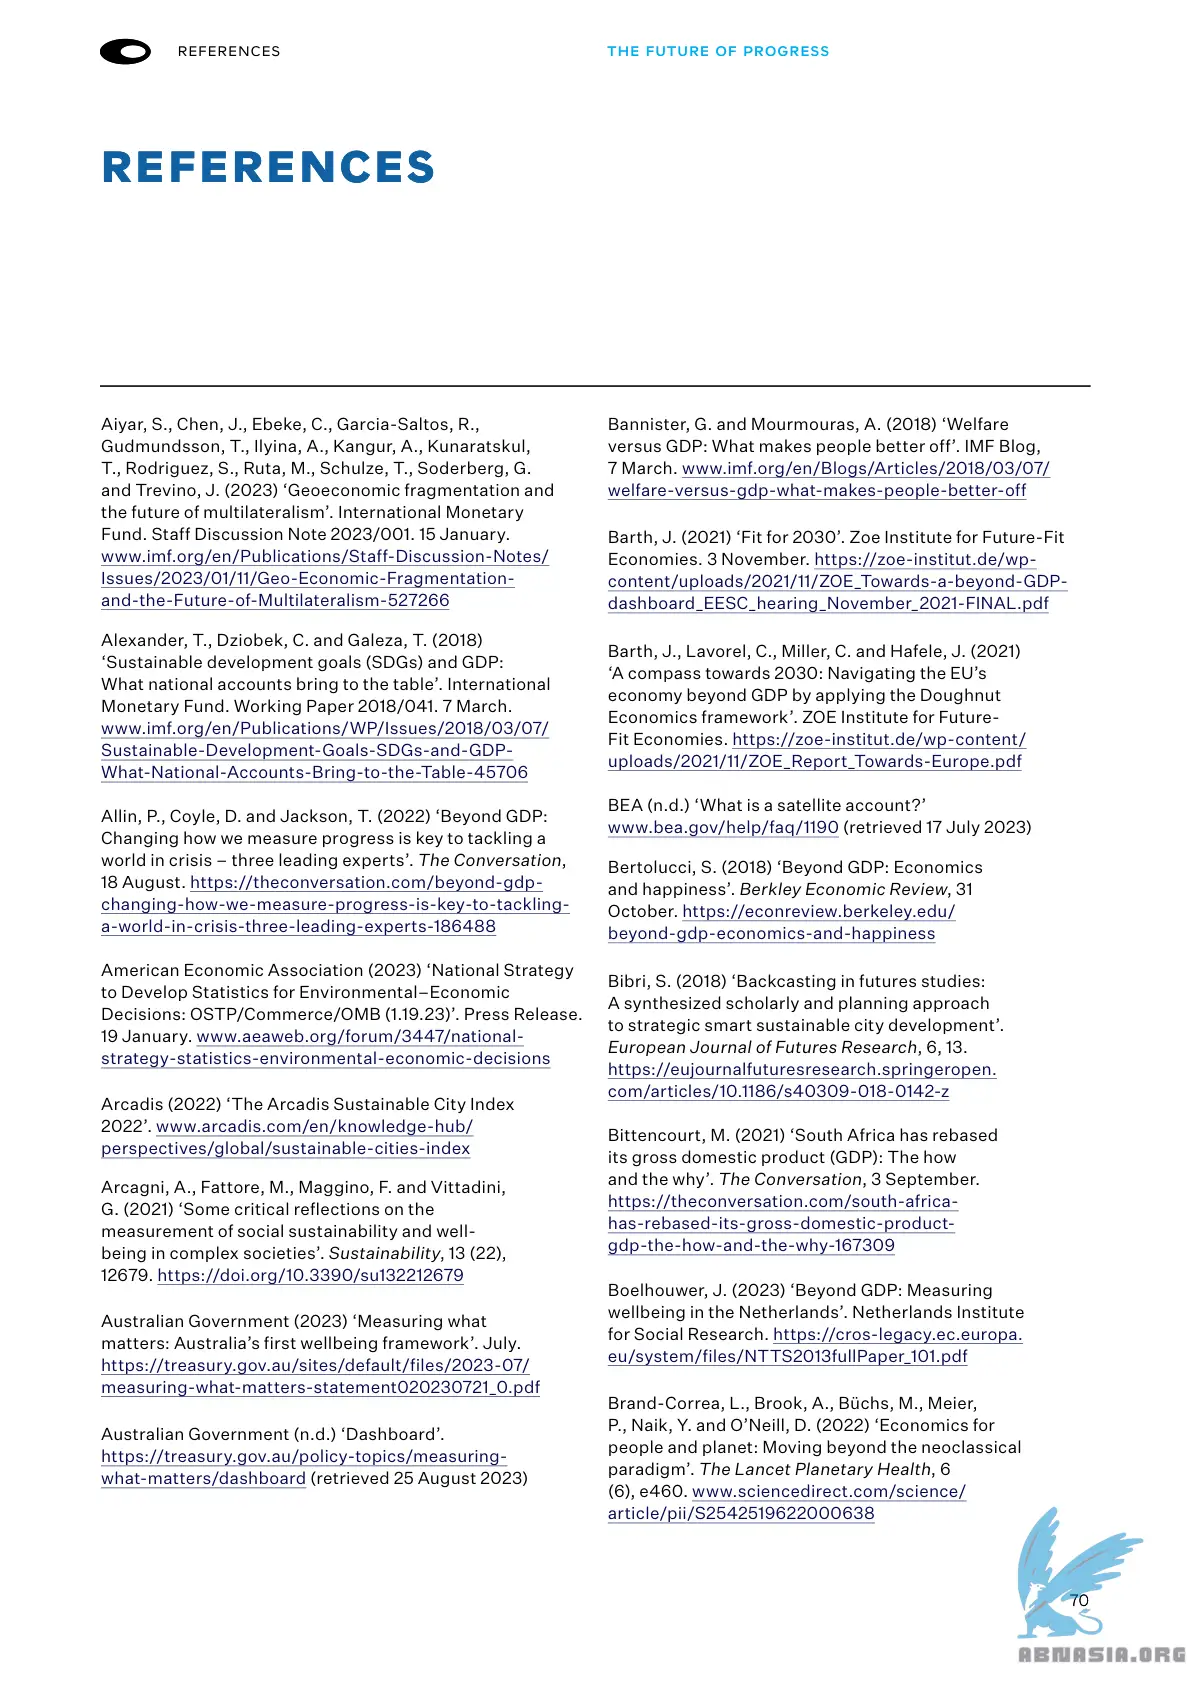 REFERENCES
THE FUTURE OF PROGRESS
REFERENCES
Aiyar, S., Chen, J., Ebeke, C., Garcia-Saltos, R.,
Gudmundsson, T., Ilyina, A., Kangur, A., Kunaratskul,
T., Rodriguez, S., Ruta, M., Schulze, T., Soderberg, G.
and Trevino, J. (2023) ‘Geoeconomic fragmentation and
the future of multilateralism’. International Monetary
Fund. Staff Discussion Note 2023/001. 15 January.
www.imf.org/en/Publications/Staff-Discussion-Notes/
Issues/2023/01/11/Geo-Economic-Fragmentation-
and-the-Future-of-Multilateralism-527266
Alexander, T., Dziobek, C. and Galeza, T. (2018)
‘Sustainable development goals (SDGs) and GDP:
What national accounts bring to the table’. International
Monetary Fund. Working Paper 2018/041. 7 March.
www.imf.org/en/Publications/WP/Issues/2018/03/07/
Sustainable-Development-Goals-SDGs-and-GDP-
What-National-Accounts-Bring-to-the-Table-45706
Allin, P., Coyle, D. and Jackson, T. (2022) ‘Beyond GDP:
Changing how we measure progress is key to tackling a
world in crisis – three leading experts’. The Conversation,
18 August. https://theconversation.com/beyond-gdp-
changing-how-we-measure-progress-is-key-to-tackling-
a-world-in-crisis-three-leading-experts-186488
American Economic Association (2023) ‘National Strategy
to Develop Statistics for Environmental–Economic
Decisions: OSTP/Commerce/OMB (1.19.23)’. Press Release.
19 January. www.aeaweb.org/forum/3447/national-
strategy-statistics-environmental-economic-decisions
Arcadis (2022) ‘The Arcadis Sustainable City Index
2022’. www.arcadis.com/en/knowledge-hub/
perspectives/global/sustainable-cities-index
Arcagni, A., Fattore, M., Maggino, F. and Vittadini,
G. (2021) ‘Some critical reflections on the
measurement of social sustainability and well-
being in complex societies’. Sustainability, 13 (22),
12679. https://doi.org/10.3390/su132212679
Australian Government (2023) ‘Measuring what
matters: Australia’s first wellbeing framework’. July.
https://treasury.gov.au/sites/default/files/2023-07/
measuring-what-matters-statement020230721_0.pdf
Australian Government (n.d.) ‘Dashboard’.
https://treasury.gov.au/policy-topics/measuring-
what-matters/dashboard (retrieved 25 August 2023)
Bannister, G. and Mourmouras, A. (2018) ‘Welfare
versus GDP: What makes people better off’. IMF Blog,
7 March. www.imf.org/en/Blogs/Articles/2018/03/07/
welfare-versus-gdp-what-makes-people-better-off
Barth, J. (2021) ‘Fit for 2030’. Zoe Institute for Future-Fit
Economies. 3 November. https://zoe-institut.de/wp-
content/uploads/2021/11/ZOE_Towards-a-beyond-GDP-
dashboard_EESC_hearing_November_2021-FINAL.pdf
Barth, J., Lavorel, C., Miller, C. and Hafele, J. (2021)
‘A compass towards 2030: Navigating the EU’s
economy beyond GDP by applying the Doughnut
Economics framework’. ZOE Institute for Future-
Fit Economies. https://zoe-institut.de/wp-content/
uploads/2021/11/ZOE_Report_Towards-Europe.pdf
BEA (n.d.) ‘What is a satellite account?’
www.bea.gov/help/faq/1190 (retrieved 17 July 2023)
Bertolucci, S. (2018) ‘Beyond GDP: Economics
and happiness’. Berkley Economic Review, 31
October. https://econreview.berkeley.edu/
beyond-gdp-economics-and-happiness
Bibri, S. (2018) ‘Backcasting in futures studies:
A synthesized scholarly and planning approach
to strategic smart sustainable city development’.
European Journal of Futures Research, 6, 13.
https://eujournalfuturesresearch.springeropen.
com/articles/10.1186/s40309-018-0142-z
Bittencourt, M. (2021) ‘South Africa has rebased
its gross domestic product (GDP): The how
and the why’. The Conversation, 3 September.
https://theconversation.com/south-africa-
has-rebased-its-gross-domestic-product-
gdp-the-how-and-the-why-167309
Boelhouwer, J. (2023) ‘Beyond GDP: Measuring
wellbeing in the Netherlands’. Netherlands Institute
for Social Research. https://cros-legacy.ec.europa.
eu/system/files/NTTS2013fullPaper_101.pdf
Brand-Correa, L., Brook, A., Büchs, M., Meier,
P., Naik, Y. and O’Neill, D. (2022) ‘Economics for
people and planet: Moving beyond the neoclassical
paradigm’. The Lancet Planetary Health, 6
(6), e460. www.sciencedirect.com/science/
article/pii/S2542519622000638
70
ABNASIA.ORG